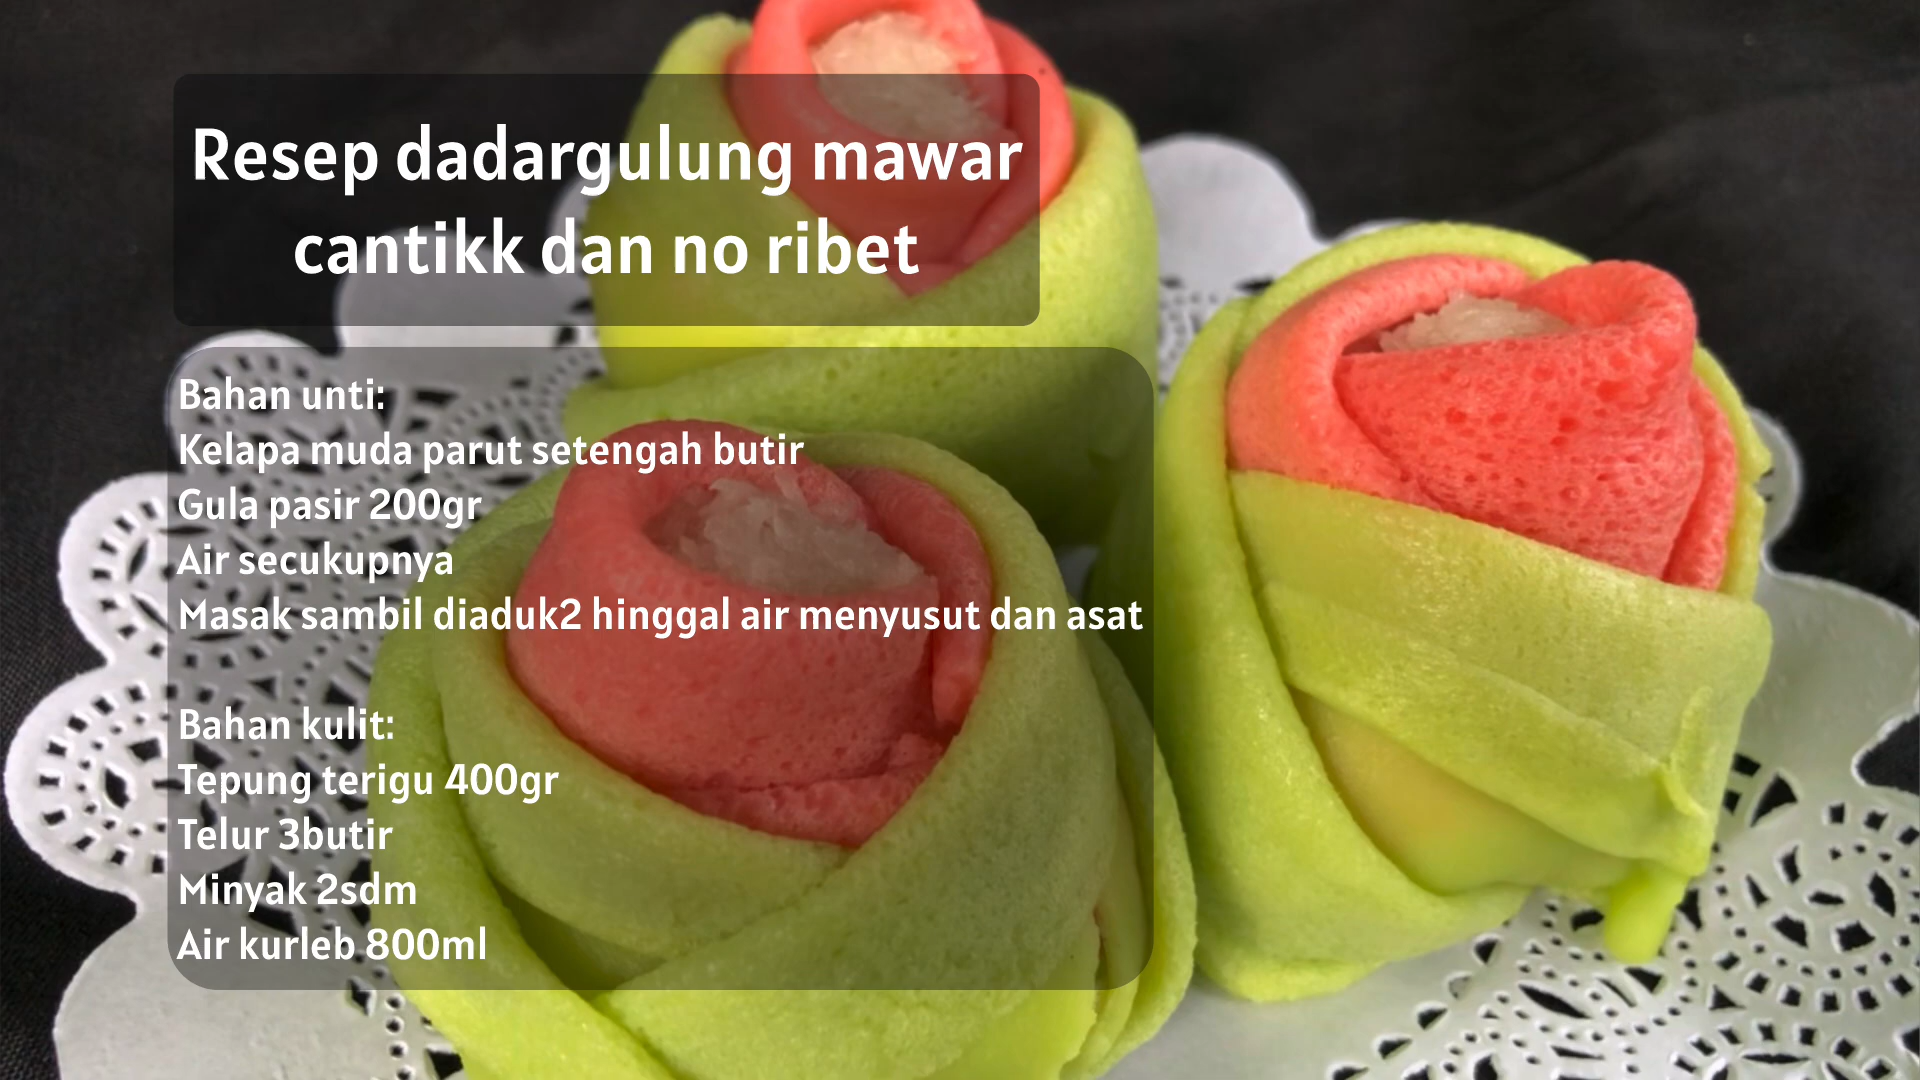 Resep dadargulung mawar
cantikk dan no ribet
Bahan unti:
Kelapa muda parut setengah butir
Gula pasir 200gr
Air secukupnya
Masak sambil diaduk2 hinggal air menyusut dan asat
Bahan kulit:
Tepung terigu 400gr
Telur 3butir
Minyak 2sdm
Air kurleb 800ml